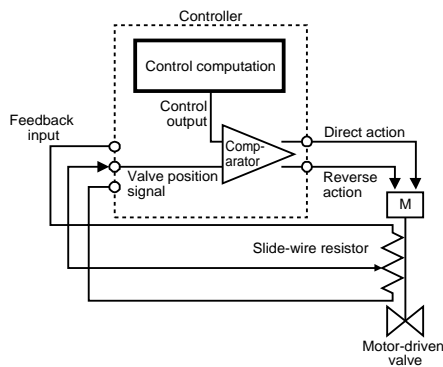 Controller
Control computation
Control
output
Feedback
input
Comp-
arator
Direct action
Valve position
signal
Reverse
action
M
Slide-wire resistor
Motor-driven
valve